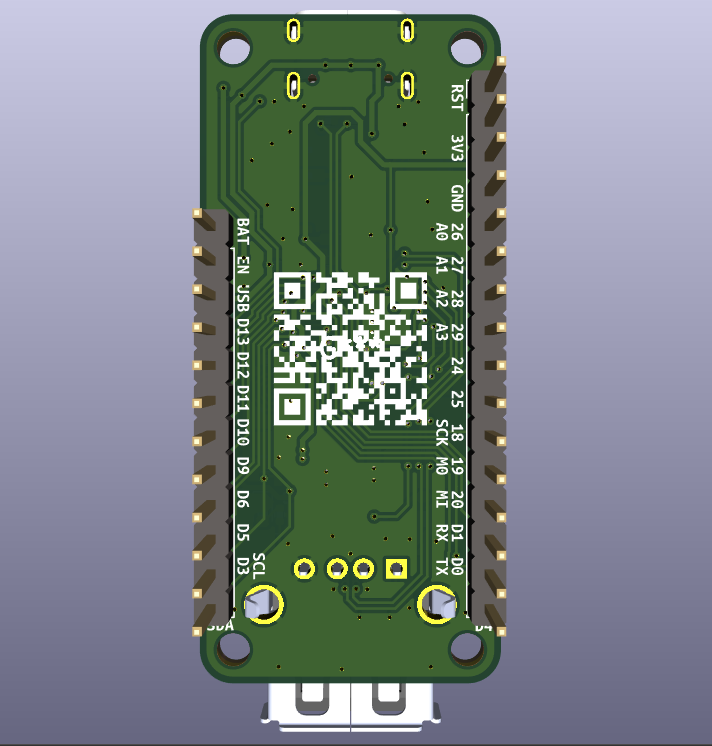 RST
3V3
GND
A0 26
A1 27
A2 28
A3 29
24
25
SCK 18
M0 19
MI 20
RX D1
TX D0
D4
BAT
EN
USB
D13
D12
D11
D10
D9
D6
D5
D3
SCL
SDA